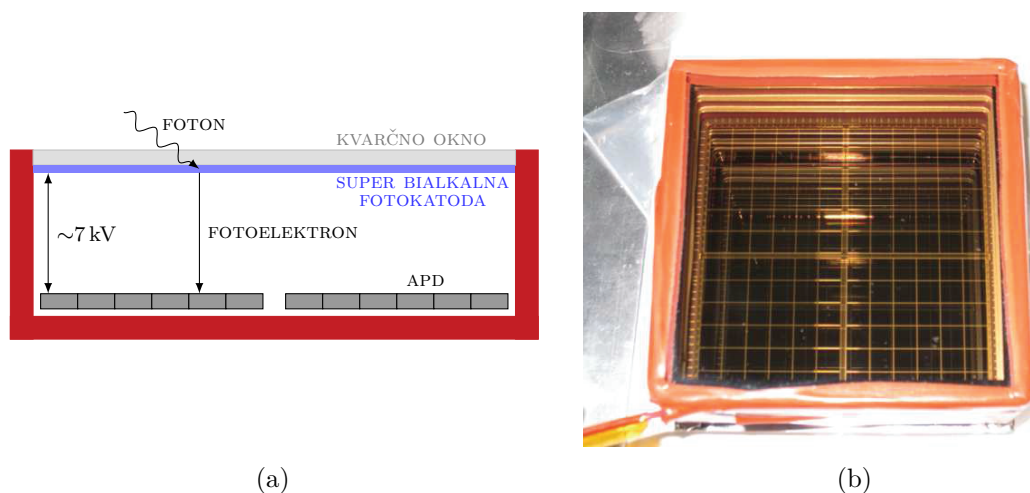 FOTON
KVARČNO OKNO
SUPER BIALKALNA
FOTOKATODA
∼7 kV
FOTOELEKTRON
APD
(a)
(b)